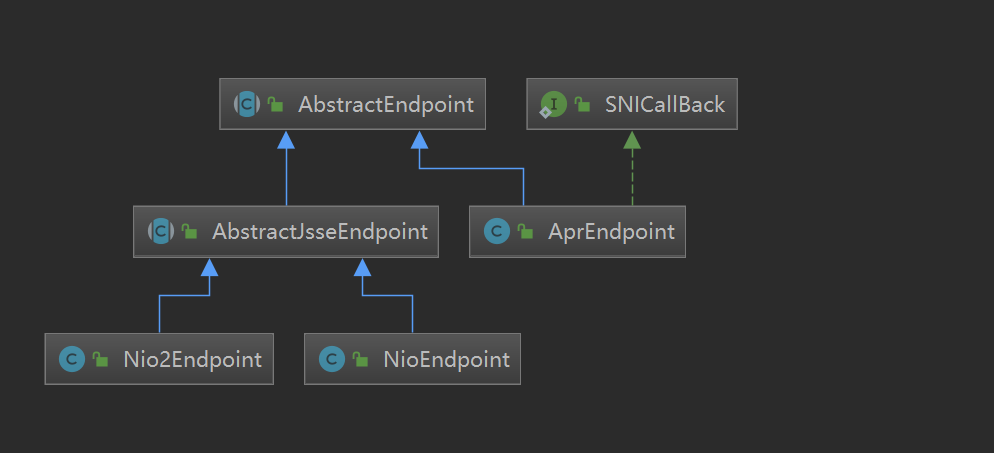 AbstractEndpoint
SNICallBack
AbstractJsseEndpoint
AprEndpoint
Nio2Endpoint
NioEndpoint